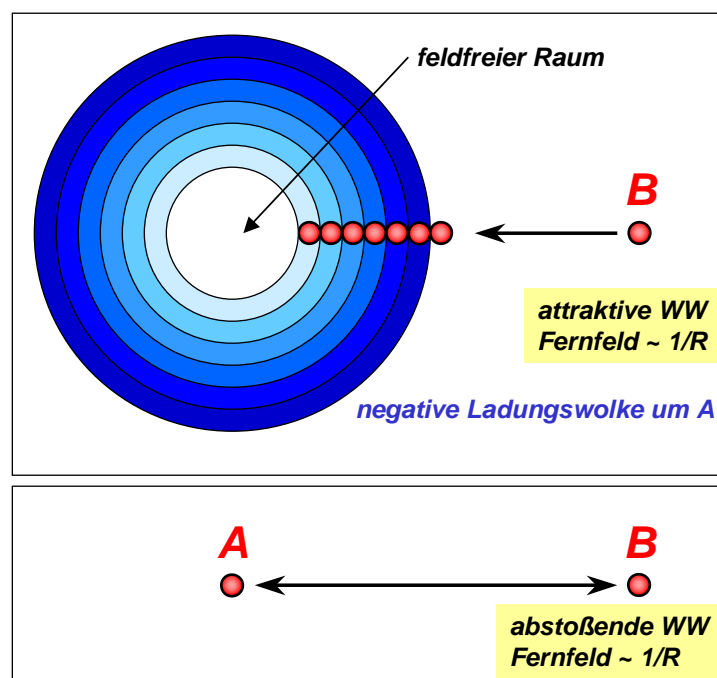 feldfreier Raum
B
attraktive WW
Fernfeld ~ 1/R
negative Ladungswolke um A
A
B
abstoßende WW
Fernfeld ~ 1/R